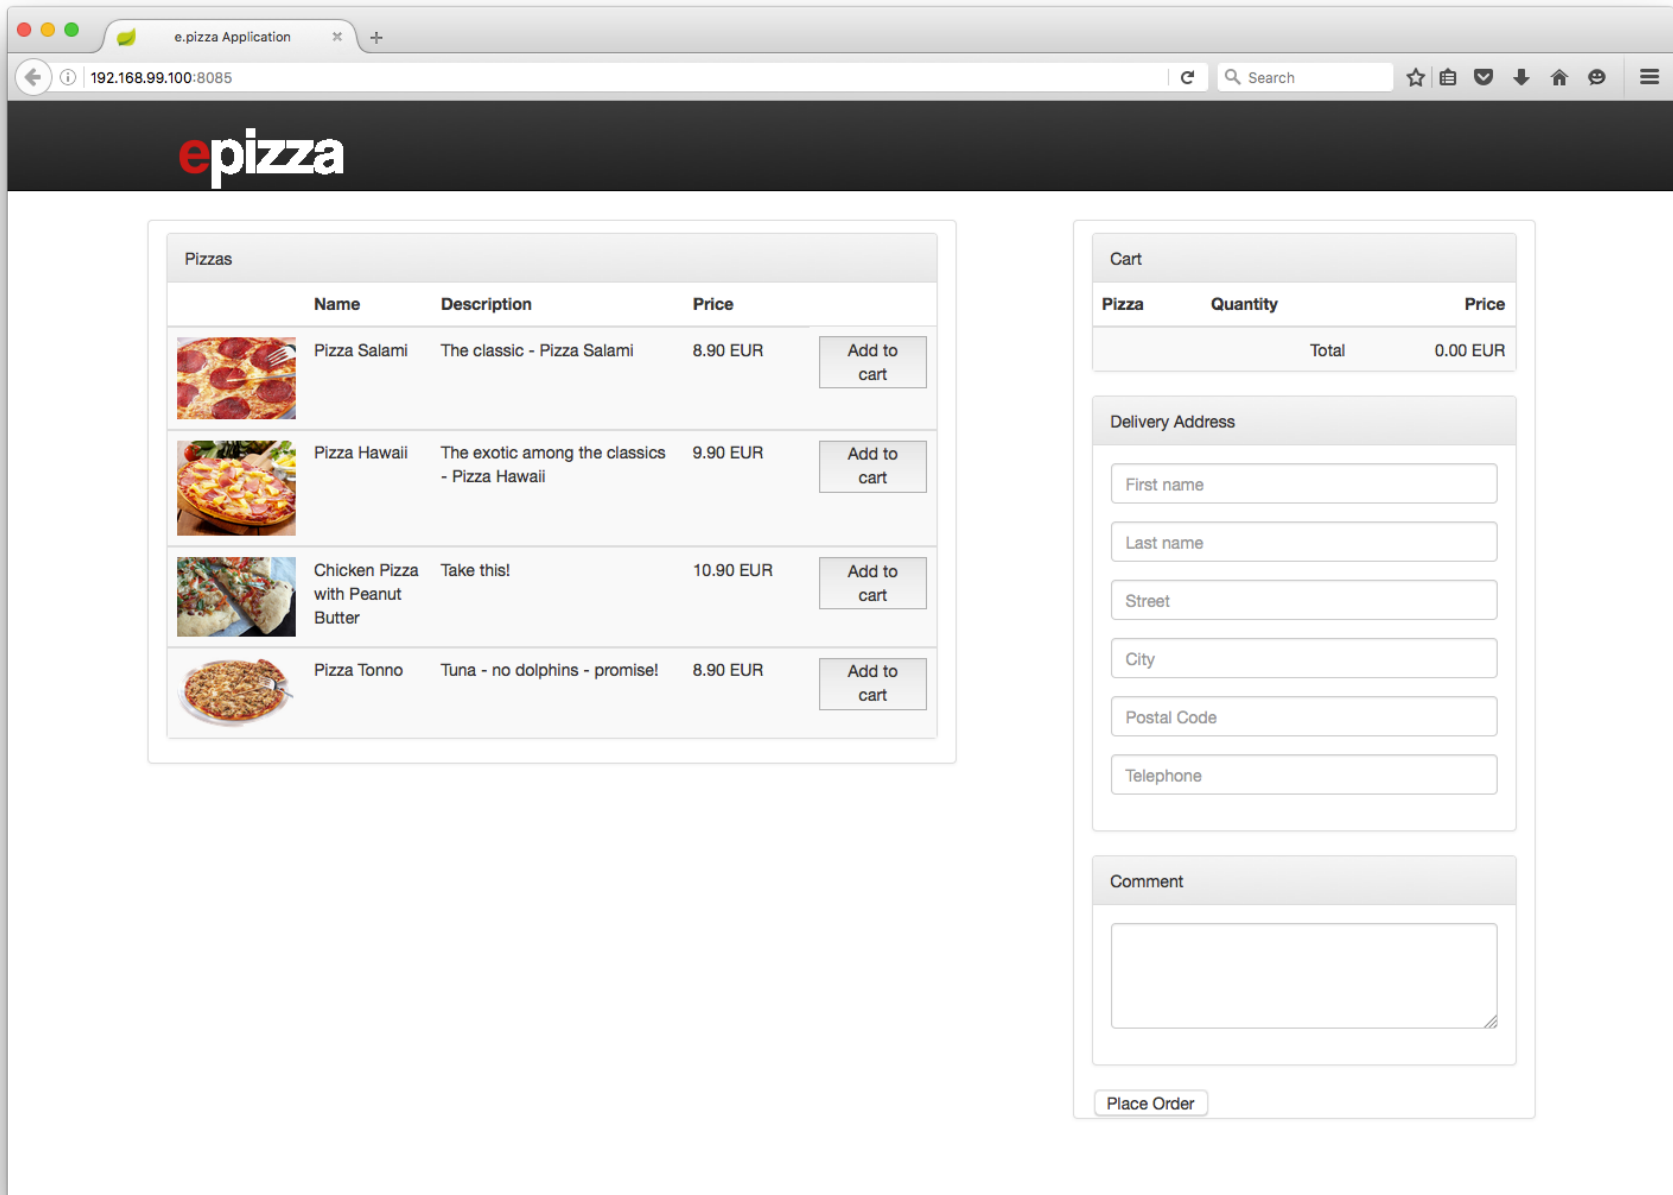 e.pizza Application
192.168.99.100:8085
Search
epizza
Pizzas
Name Description Price
Pizza Salami The classic - Pizza Salami 8.90 EUR Add to
cart
Pizza Hawaii The exotic among the classics 9.90 EUR Add to
- Pizza Hawaii cart
Chicken Pizza Take this! 10.90 EUR Add to
with Peanut cart
Butter
Pizza Tonno Tuna - no dolphins - promise! 8.90 EUR Add to
cart
Cart
Pizza Quantity Price
Total 0.00 EUR
Delivery Address
First name
Last name
Street
City
Postal Code
Telephone
Comment
Place Order